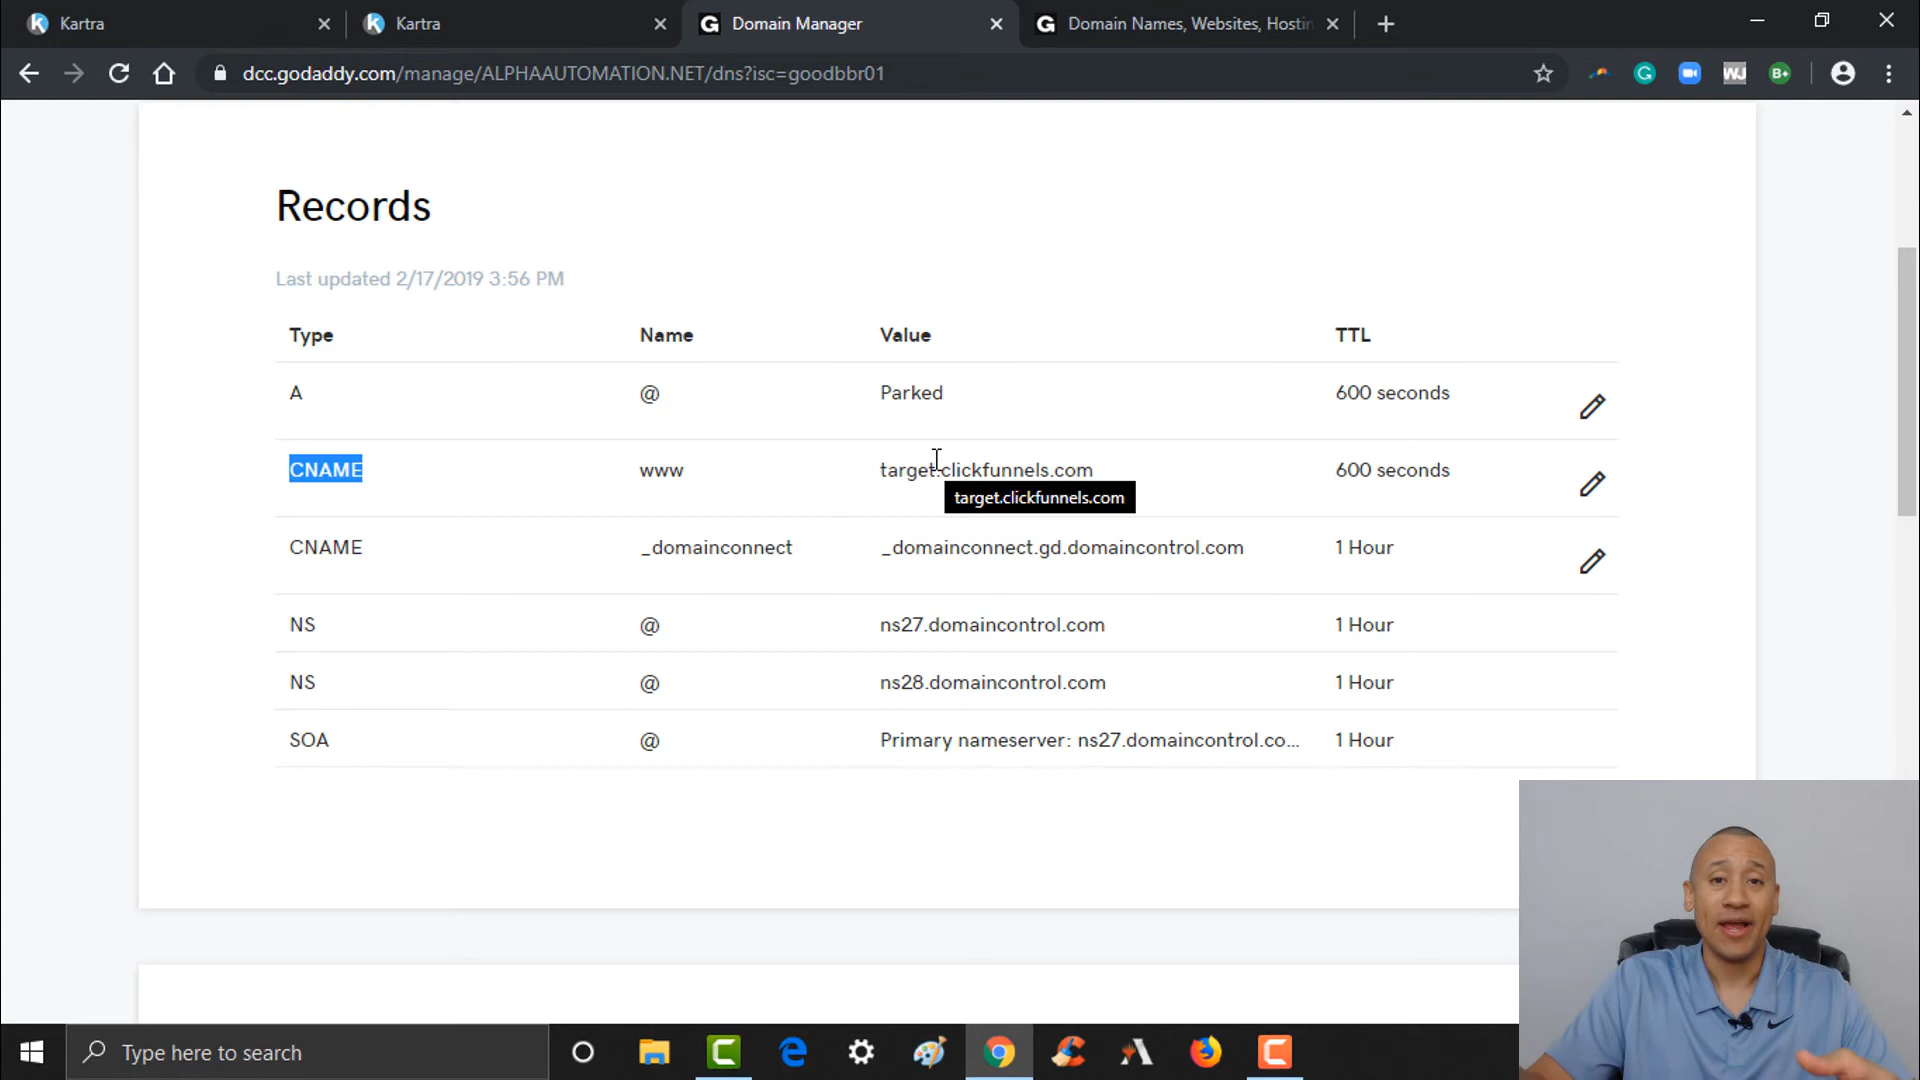 Kartra
Kartra
G Domain Manager
G Domain Names, Websites, Hostin
dcc.godaddy.com/manage/ALPHAAUTOMATION.NET/dns?isc=goodbbr01
G
WJ
B+
Records
Last updated 2/17/2019 3:56 PM
Type Name Value TTL
A @ Parked 600 seconds
CNAME www target.clickfunnels.com 600 seconds
target.clickfunnels.com
CNAME _domainconnect _domainconnect.gd.domaincontrol.com 1 Hour
NS @ ns27.domaincontrol.com 1 Hour
NS @ ns28.domaincontrol.com 1 Hour
SOA @ Primary nameserver: ns27.domaincontrol.co... 1 Hour
Type here to search